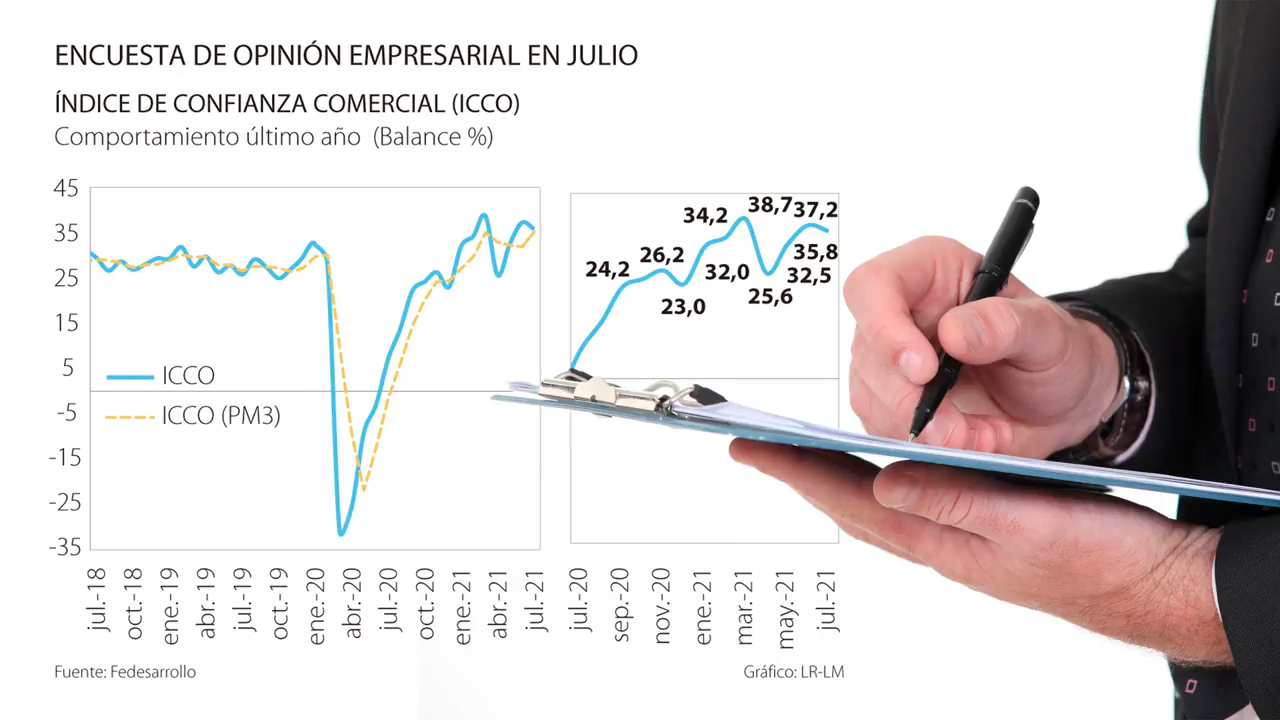 ENCUESTA DE OPINIÓN EMPRESARIAL EN JULIO
ÍNDICE DE CONFIANZA COMERCIAL (ICCO)
Comportamiento último año (Balance %)
45
35
25
15
5
-5
-15
-25
-35
ICCO
ICCO (PM3)
jul.-18
oct.-18
ene.-19
abr.-19
jul.-19
oct.-19
ene.-20
abr.-20
jul.-20
oct.-20
ene.-21
abr.-21
jul.-21
24,2
26,2
23,0
34,2
32,0
38,7
25,6
37,2
35,8
32,5
jul.-20
sep.-20
nov.-20
ene.-21
mar.-21
may.-21
jul.-21
Fuente: Fedesarrollo
Gráfico: LR-LM